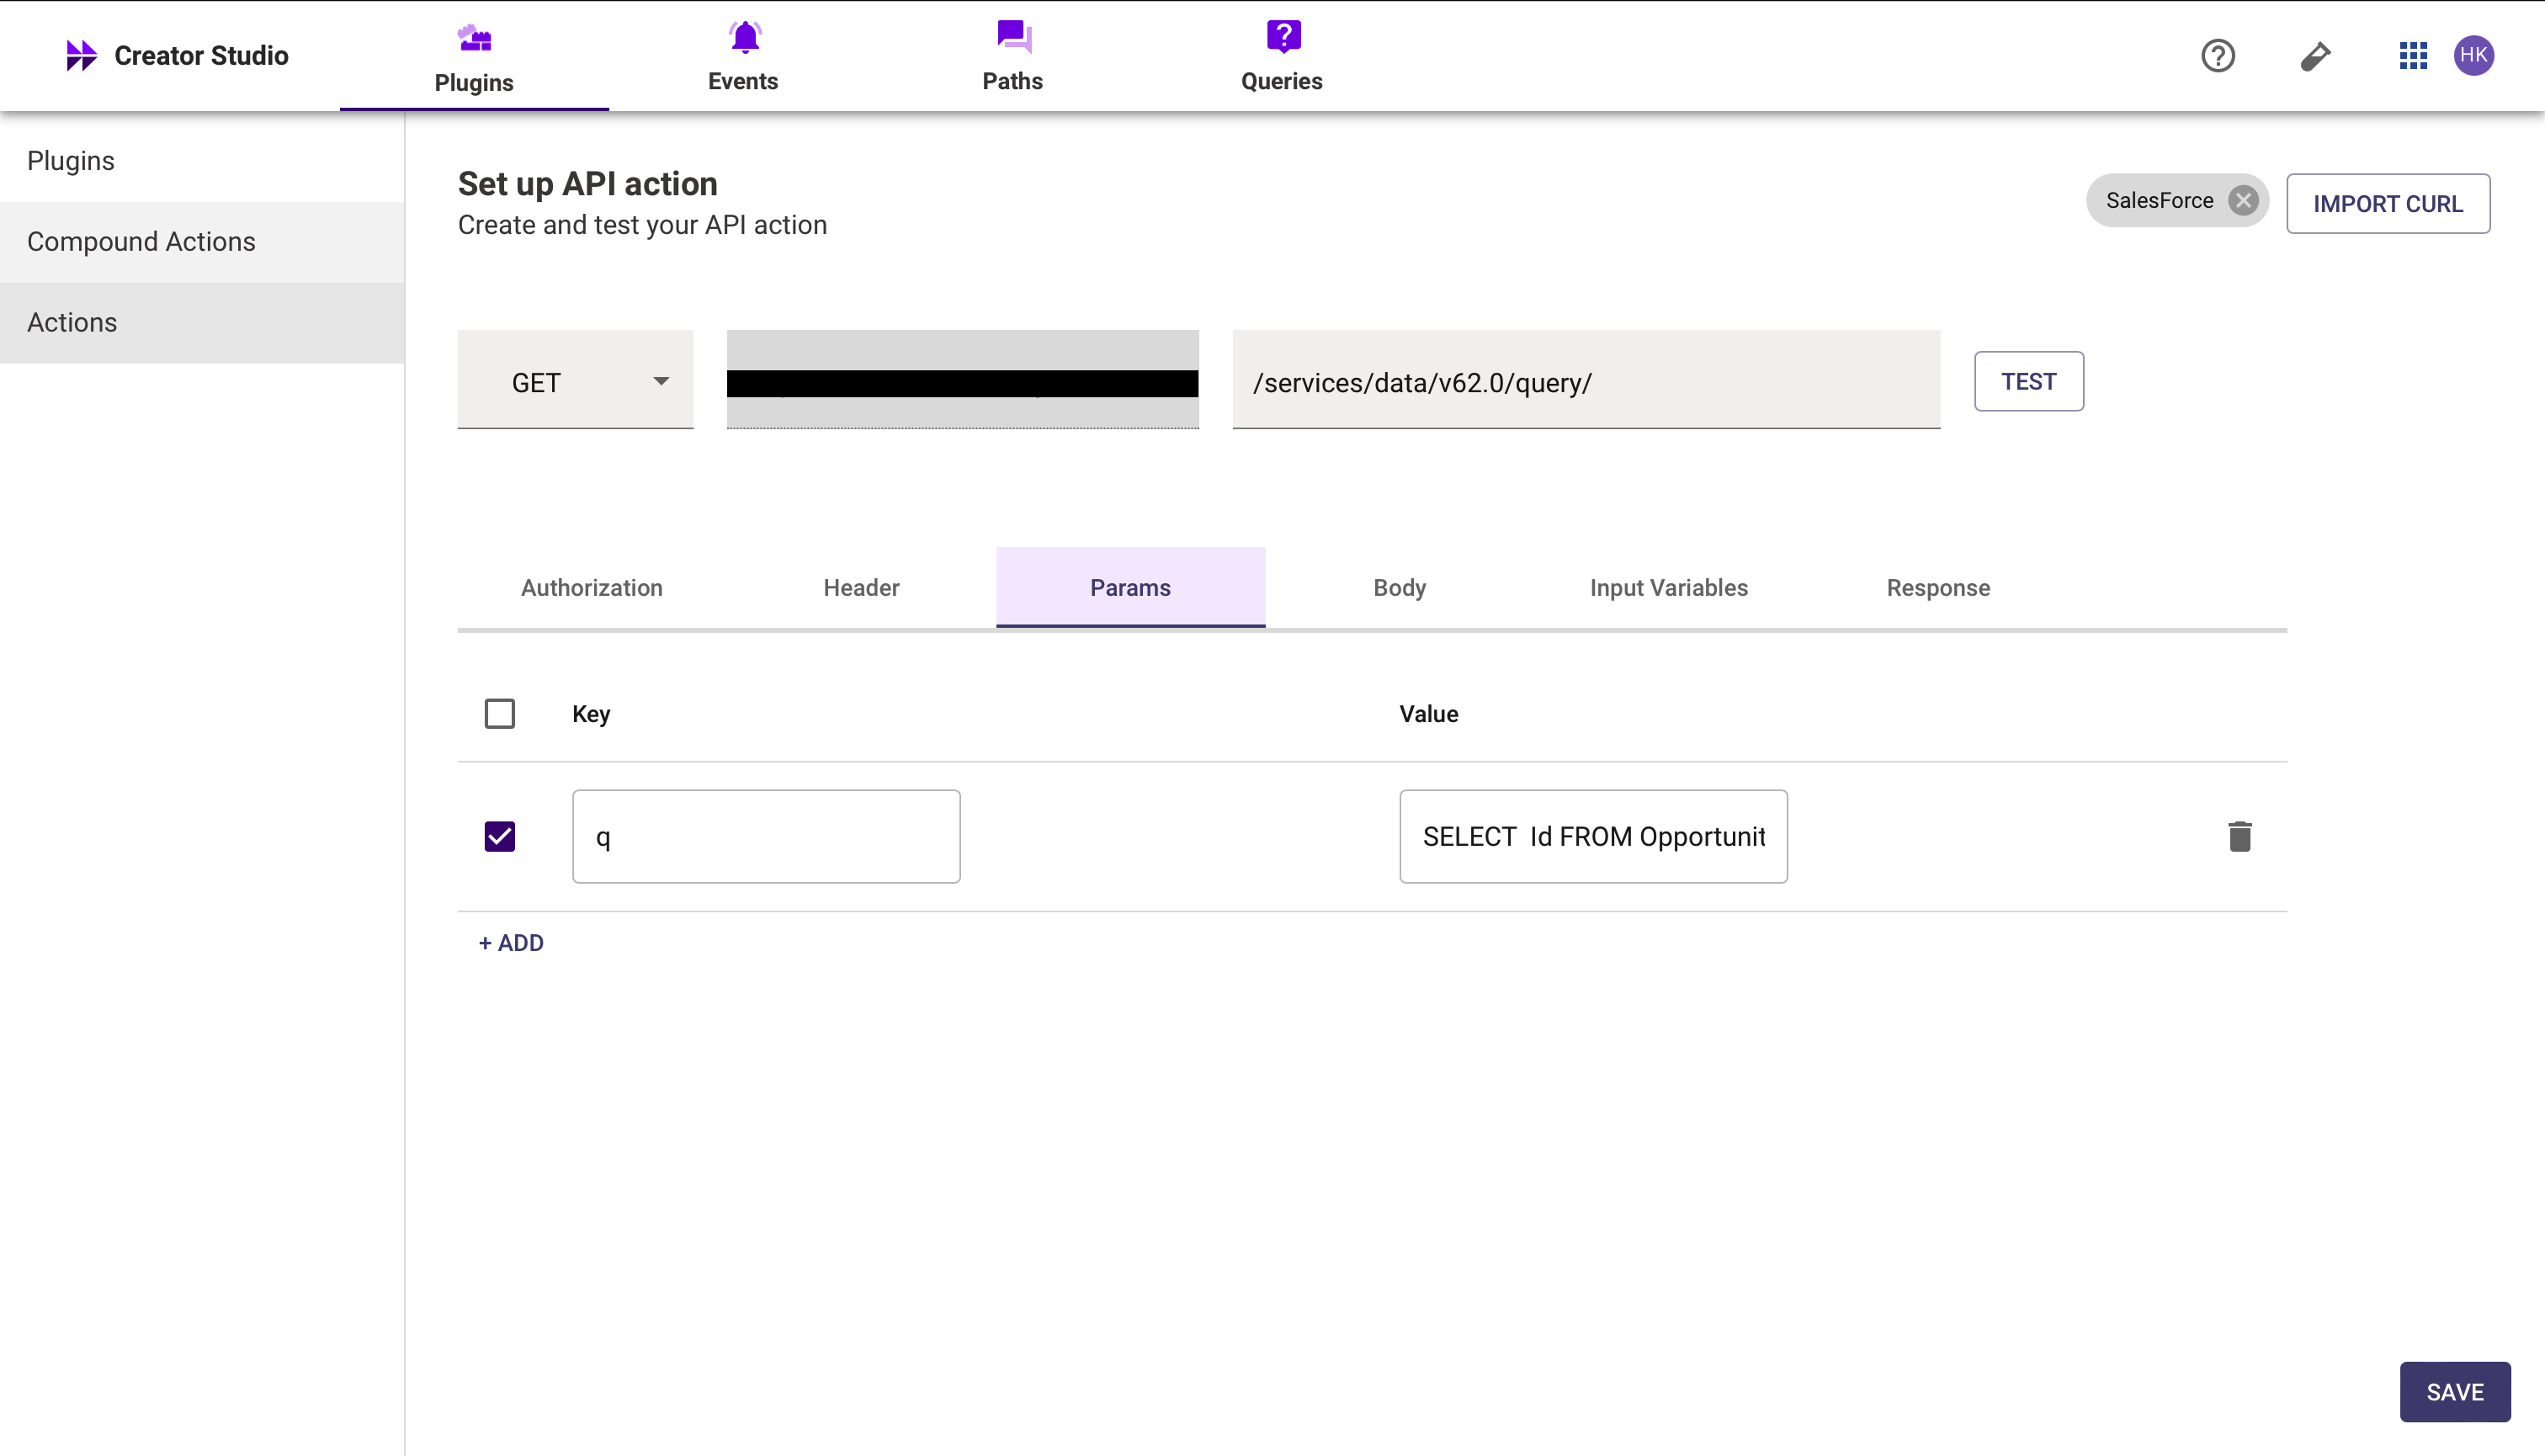 Creator Studio
Plugins
Events
Paths
Queries
HK
Plugins
Compound Actions
Actions
Set up API action
Create and test your API action
SalesForce
IMPORT CURL
GET
/services/data/v62.0/query/
TEST
Authorization
Header
Params
Body
Input Variables
Response
Key
Value
q
SELECT  Id FROM Opportunit
+ ADD
SAVE